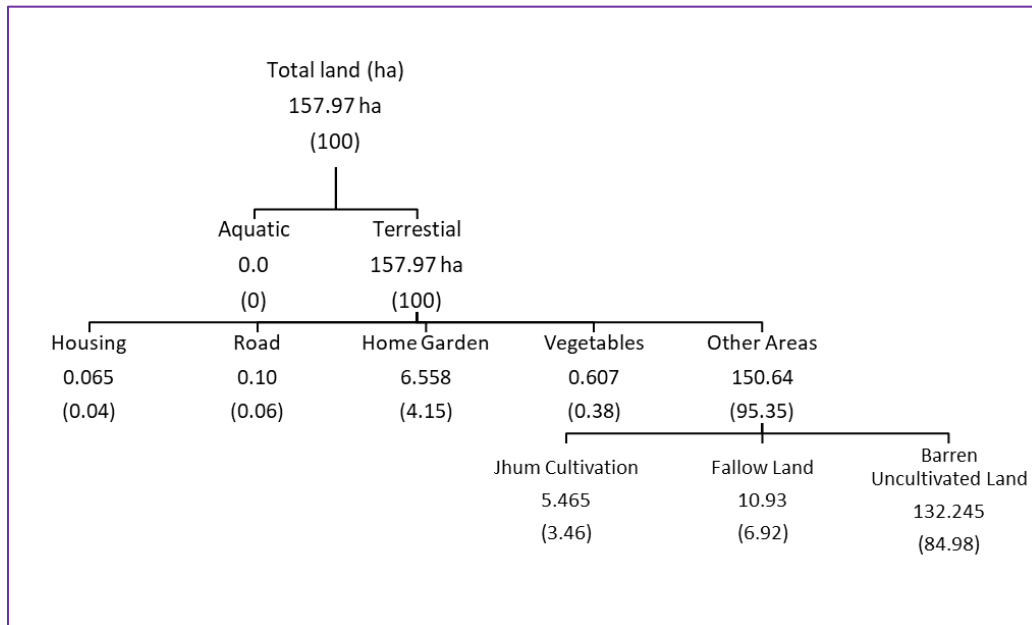 Total land (ha)
157.97 ha
(100)
Aquatic
0.0
(0)
Terrestial
157.97 ha
(100)
Housing
0.065
(0.04)
Road
0.10
(0.06)
Home Garden
6.558
(4.15)
Vegetables
0.607
(0.38)
Other Areas
150.64
(95.35)
Jhum Cultivation
5.465
(3.46)
Fallow Land
10.93
(6.92)
Barren
Uncultivated Land
132.245
(84.98)